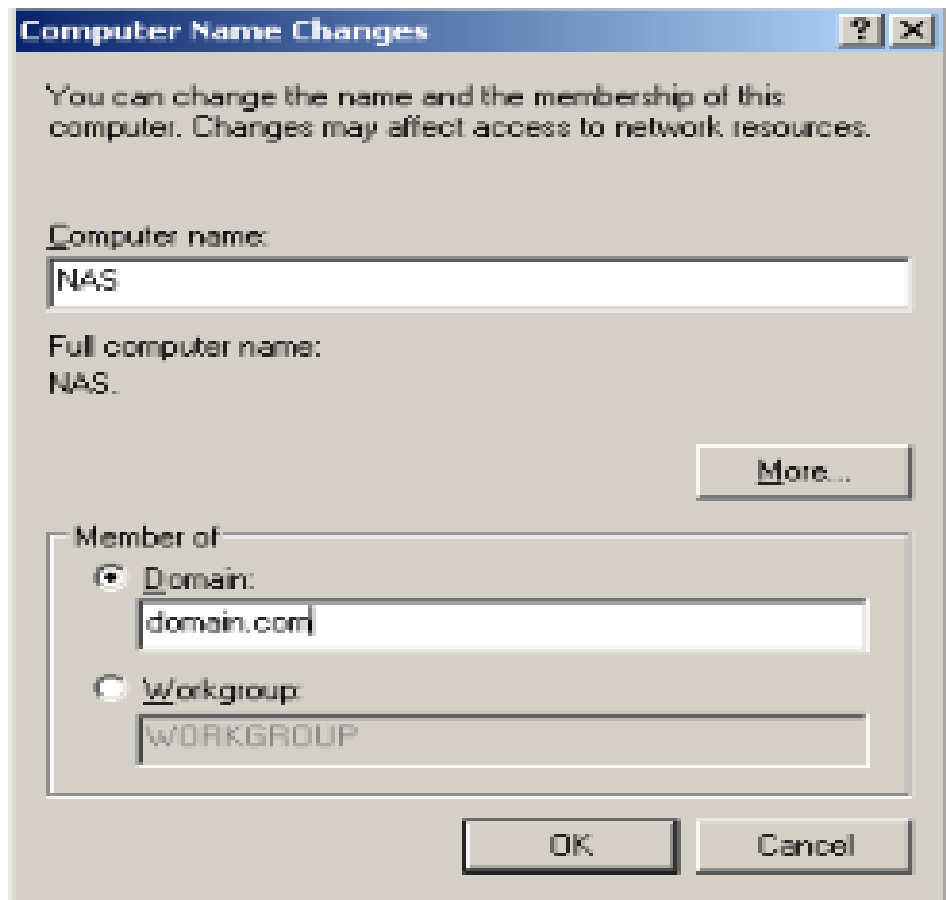 Computer Name Changes
You can change the name and the membership of this
computer. Changes may affect access to network resources.
Computer name:
NAS
Full computer name:
NAS.
More...
Member of
Domain:
domain.com
Workgroup:
WORKGROUP
OK
Cancel